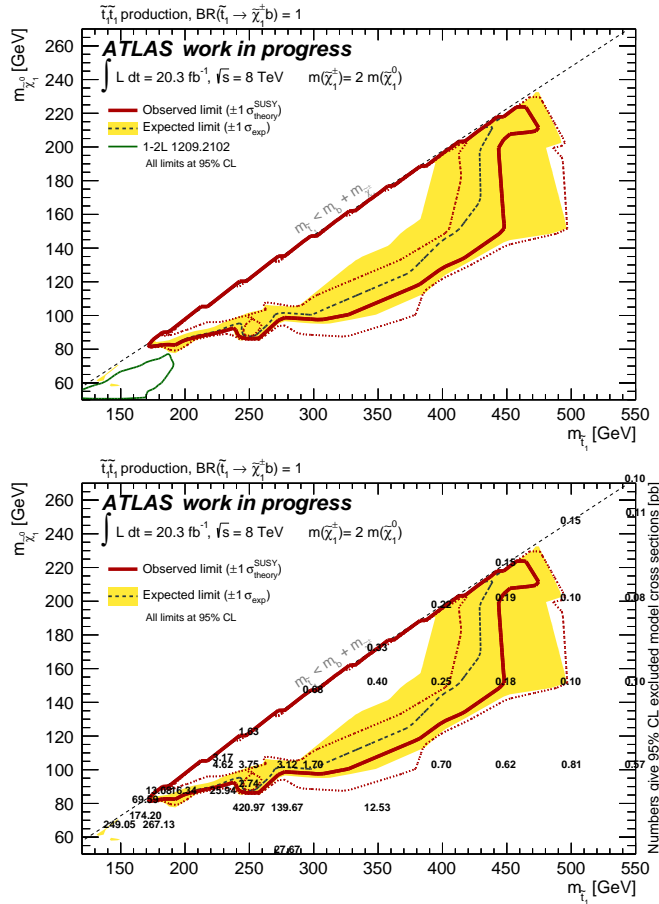 t̃₁t̃₁ production, BR(t̃₁ → χ̃₁± b) = 1
m_χ̃₁⁰ [GeV]
260
240
220
200
180
160
140
120
100
80
60
ATLAS work in progress
∫ L dt = 20.3 fb⁻¹, √s = 8 TeV m(χ̃₁±)= 2 m(χ̃₁⁰)
Observed limit (±1 σ^SUSY_theory)
Expected limit (±1 σ_exp)
1-2L 1209.2102
All limits at 95% CL
m_t̃₁ < m_b + m_χ̃₁±
150 200 250 300 350 400 450 500 550
m_t̃₁ [GeV]
t̃₁t̃₁ production, BR(t̃₁ → χ̃₁± b) = 1
m_χ̃₁⁰ [GeV]
260
240
220
200
180
160
140
120
100
80
60
ATLAS work in progress
∫ L dt = 20.3 fb⁻¹, √s = 8 TeV m(χ̃₁±)= 2 m(χ̃₁⁰)
Observed limit (±1 σ^SUSY_theory)
Expected limit (±1 σ_exp)
All limits at 95% CL
m_t̃₁ < m_b + m_χ̃₁±
0.10
0.11
0.15
0.15
0.22 0.19 0.10 0.08
0.33
0.68 0.40 0.25 0.18 0.10 0.10
1.63
3.17
4.62 3.75 3.12 1.70 0.70 0.62 0.81 0.57
13.08 16.34 25.94
69.59 420.97 139.67 12.53
174.20
249.05 267.13
27.67
150 200 250 300 350 400 450 500 550
m_t̃₁ [GeV]
Numbers give 95% CL excluded model cross sections [pb]